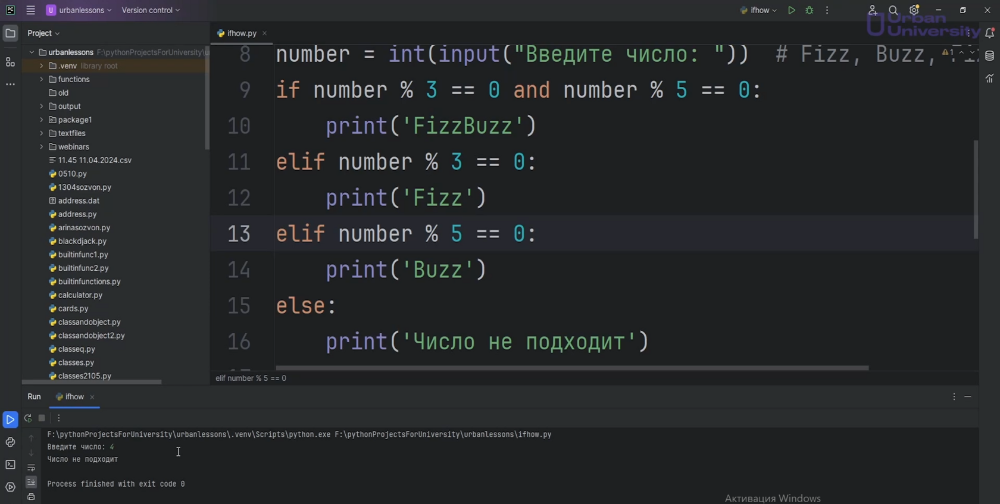 PC
U urbanlessons
Version control
ifhow
Urban
University
Project
ifhow.py
urbanlessons F:\pythonProjectsForUniversity\
.venv library root
functions
old
output
package1
textfiles
webinars
11.45 11.04.2024.csv
0510.py
1304sozvon.py
address.dat
address.py
arinasozvon.py
blackdjack.py
builtinfunc1.py
builtinfunc2.py
builtinfunctions.py
calculator.py
cards.py
classandobject.py
classandobject2.py
classeq.py
classes.py
classes2105.py
8 number = int(input("Введите число: ")) # Fizz, Buzz,
1
9 if number % 3 == 0 and number % 5 == 0:
10 print('FizzBuzz')
11 elif number % 3 == 0:
12 print('Fizz')
13 elif number % 5 == 0:
14 print('Buzz')
15 else:
16 print('Число не подходит')
elif number % 5 == 0
Run
ifhow
F:\pythonProjectsForUniversity\urbanlessons\.venv\Scripts\python.exe F:\pythonProjectsForUniversity\urbanlessons\ifhow.py
Введите число: 4
Число не подходит
Process finished with exit code 0
Активация Windows